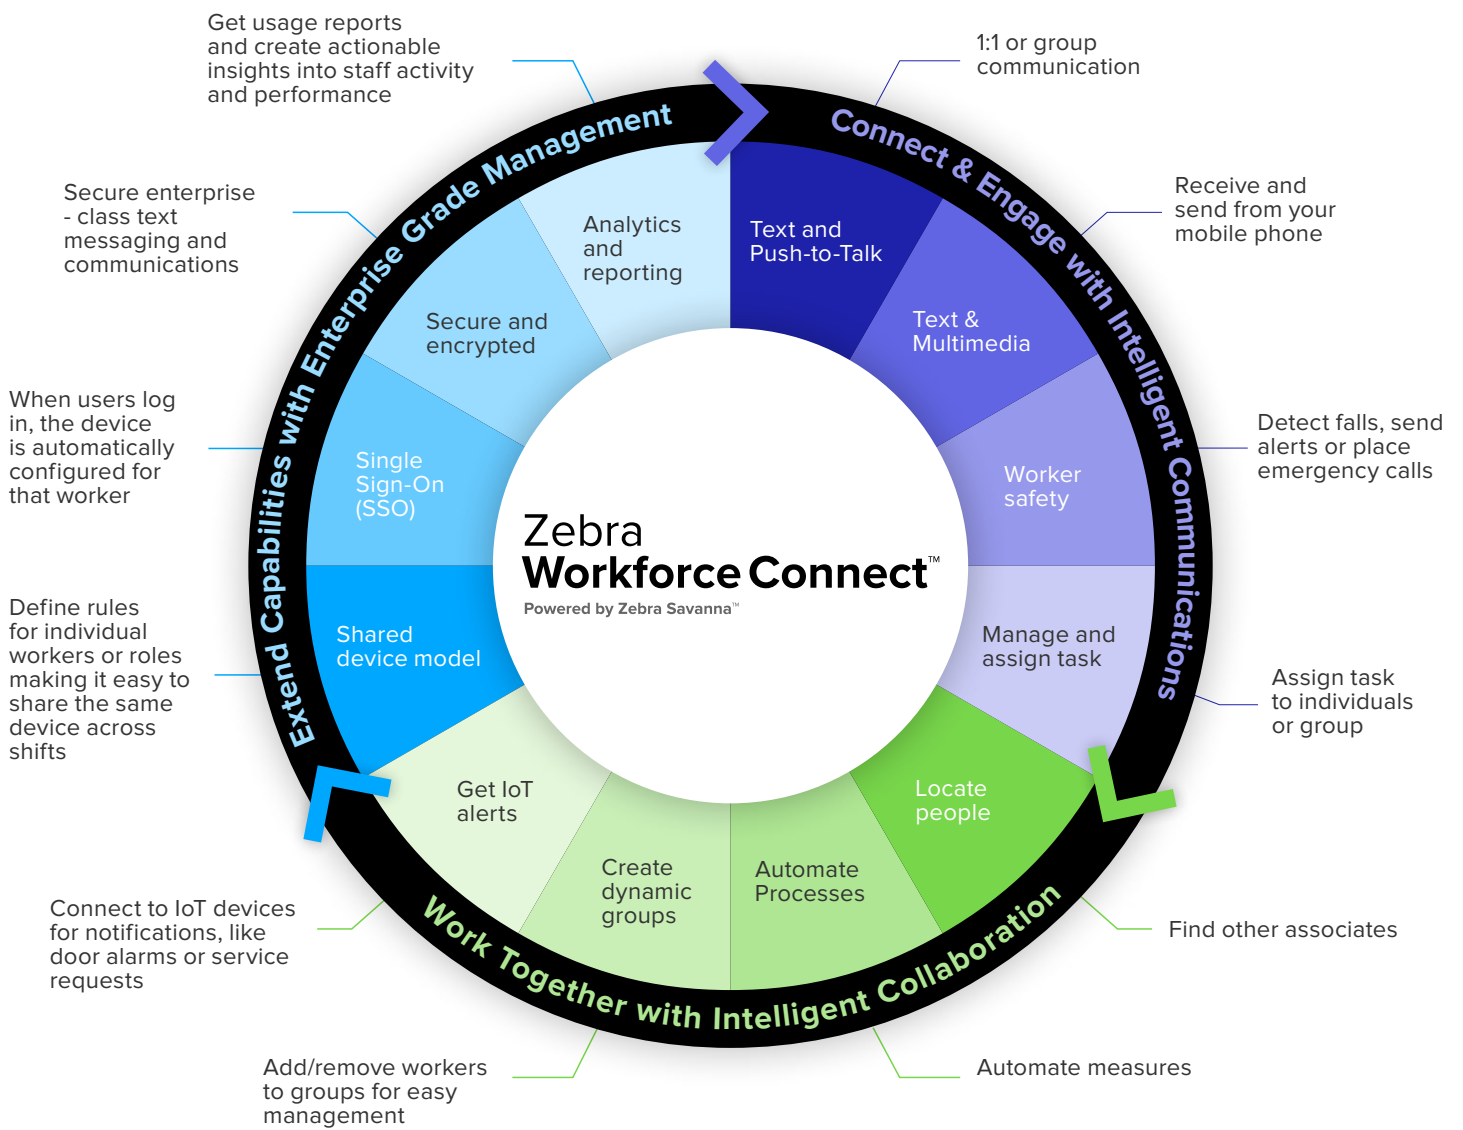 Get usage reports
and create actionable
insights into staff activity
and performance
1:1 or group
communication
Secure enterprise
- class text
messaging and
communications
Receive and
send from your
mobile phone
When users log
in, the device
is automatically
configured for
that worker
Detect falls, send
alerts or place
emergency calls
Define rules
for individual
workers or roles
making it easy to
share the same
device across
shifts
Assign task
to individuals
or group
Connect to IoT devices
for notifications, like
door alarms or service
requests
Find other associates
Add/remove workers
to groups for easy
management
Automate measures
Extend Capabilities with Enterprise Grade Management
Connect & Engage with Intelligent Communications
Work Together with Intelligent Collaboration
Analytics
and
reporting
Text and
Push-to-Talk
Secure and
encrypted
Text &
Multimedia
Single
Sign-On
(SSO)
Worker
safety
Shared
device model
Manage and
assign task
Get IoT
alerts
Locate
people
Create
dynamic
groups
Automate
Processes
Zebra
Workforce Connect™
Powered by Zebra Savanna™